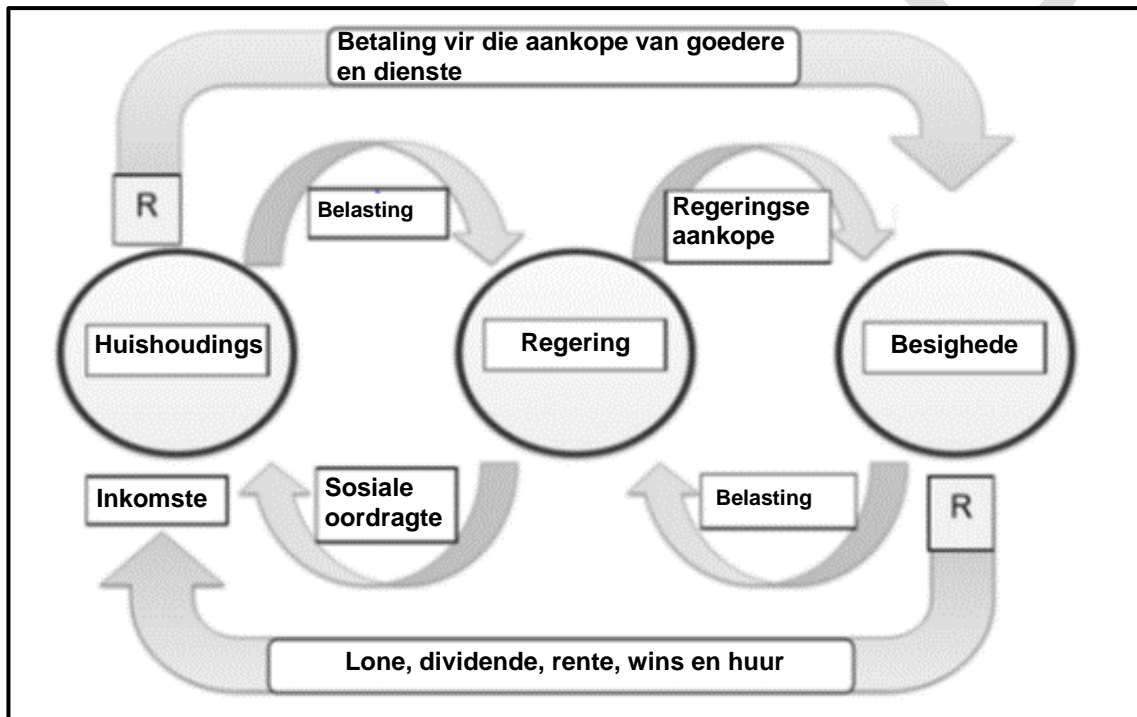 Betaling vir die aankope van goedere
en dienste
R
Belasting
Regeringse
aankope
Huishoudings
Regering
Besighede
Inkomste
Sosiale
oordragte
Belasting
R
Lone, dividende, rente, wins en huur